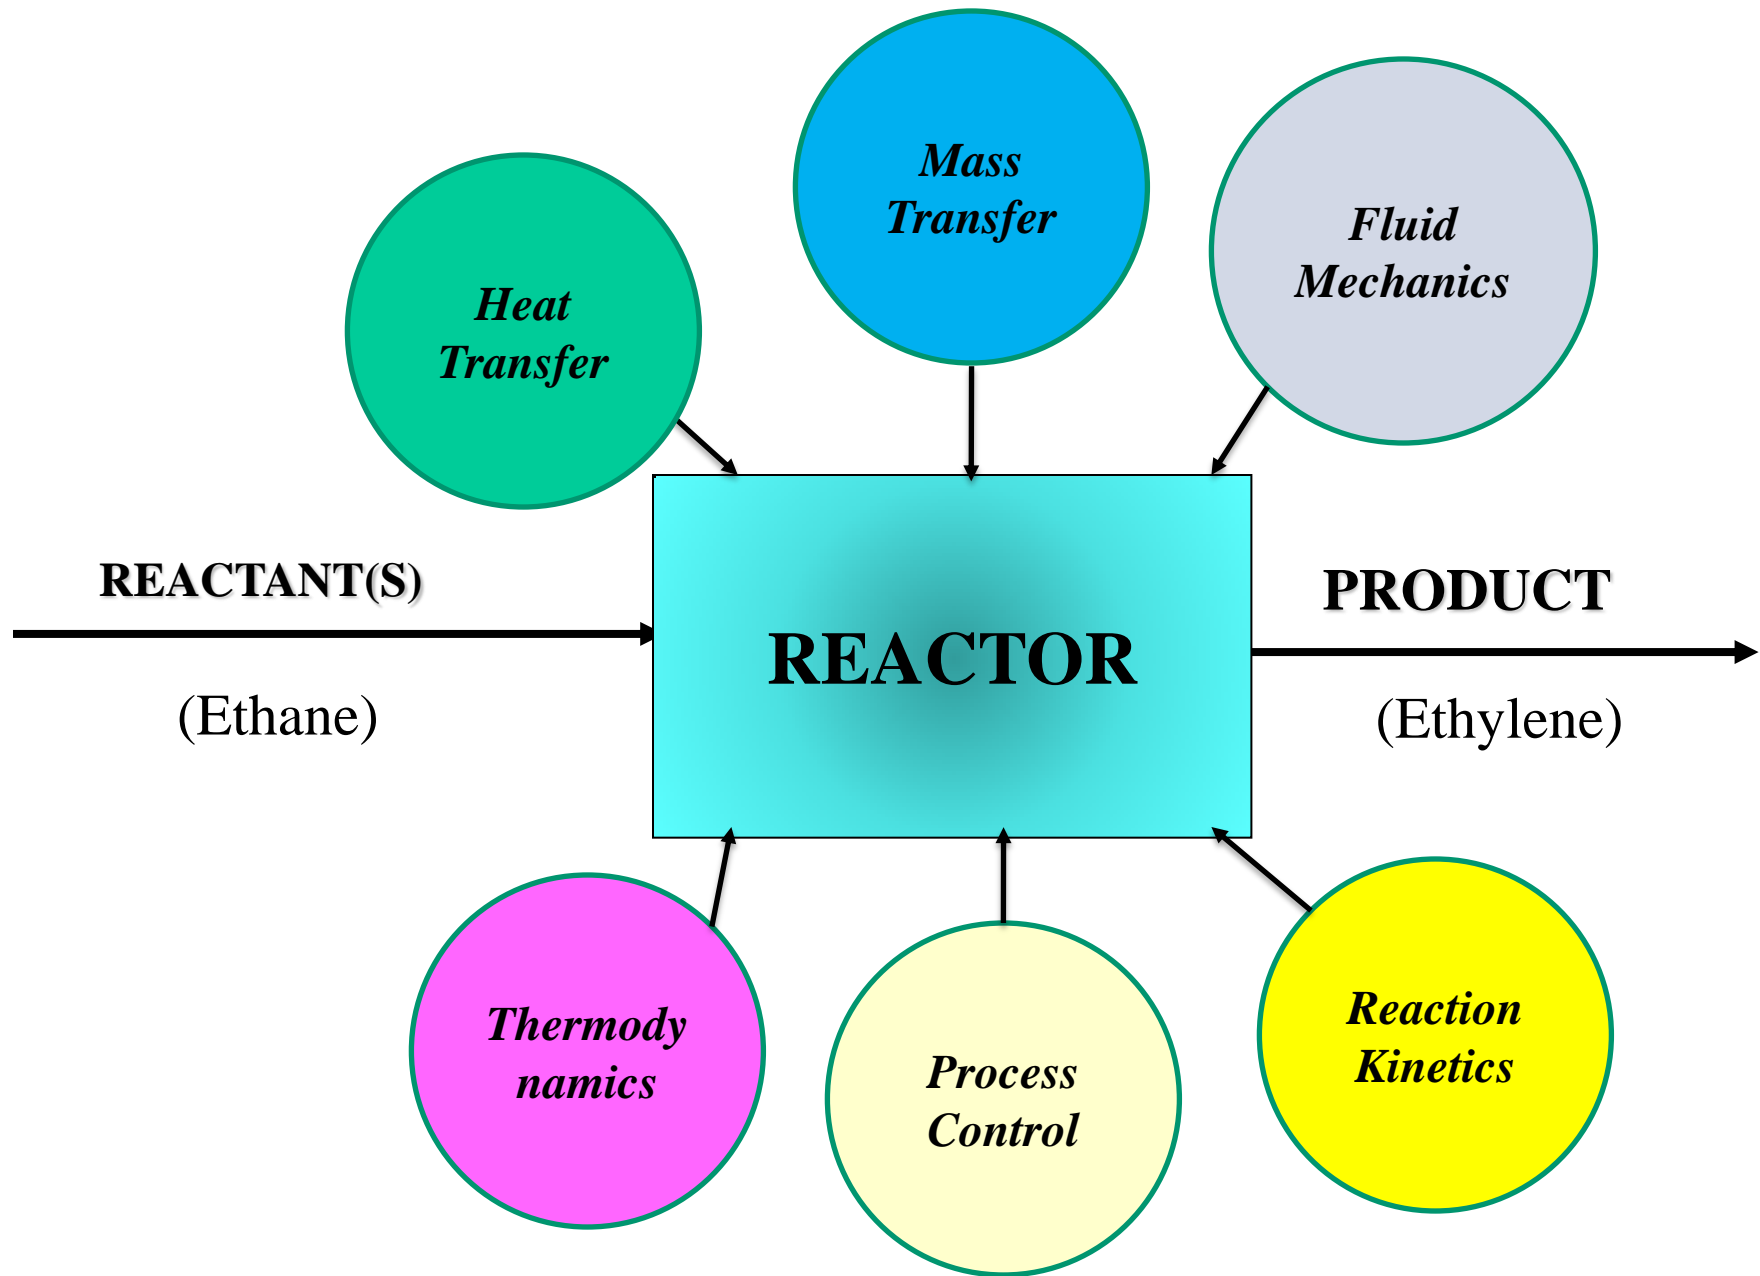 Mass
Transfer
Fluid
Mechanics
Heat
Transfer
REACTANT(S)
(Ethane)
REACTOR
PRODUCT
(Ethylene)
Thermody
namics
Process
Control
Reaction
Kinetics